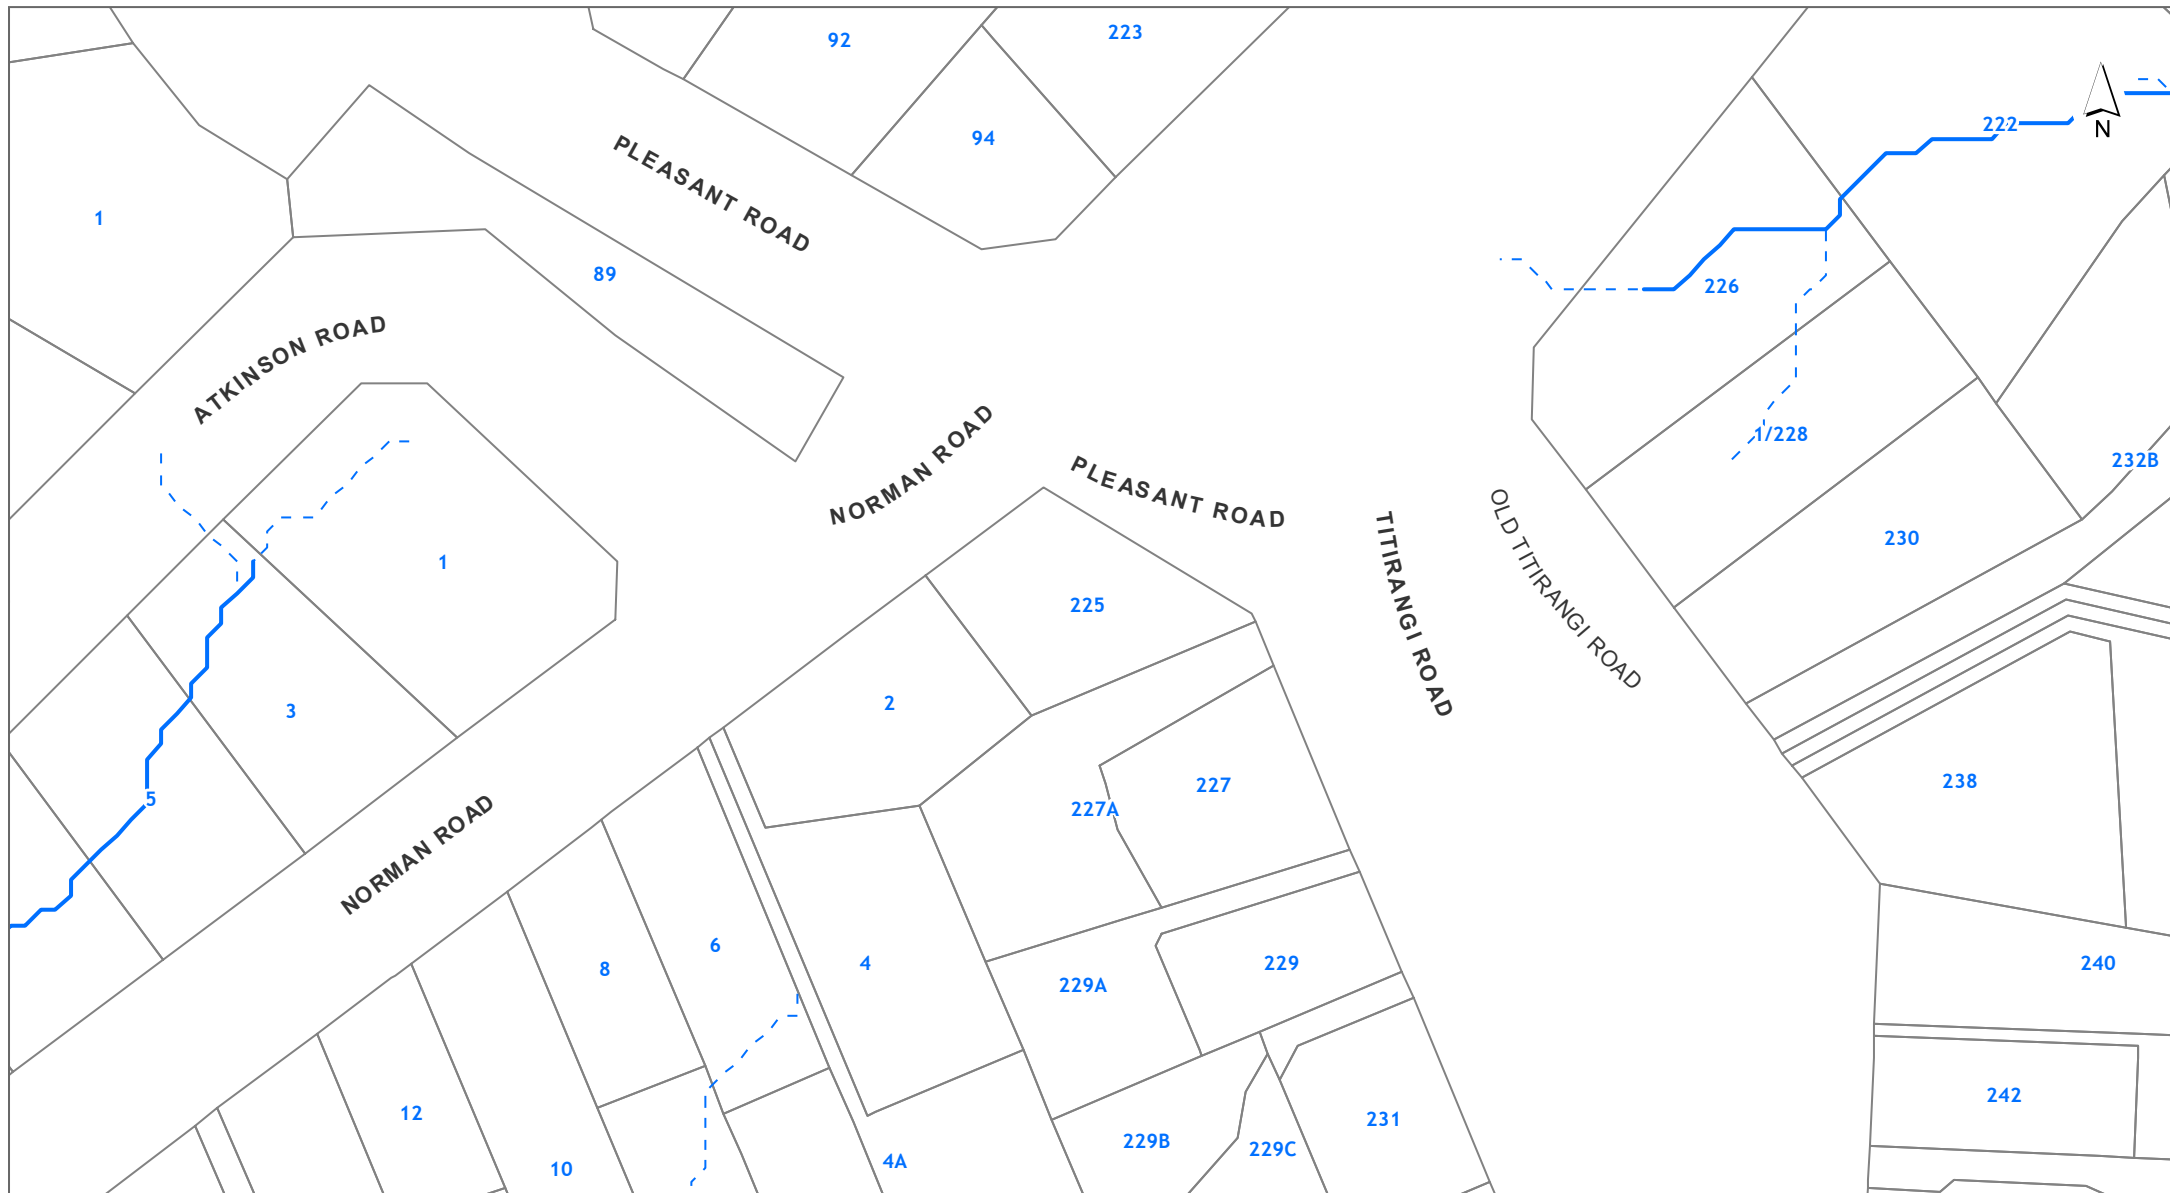 92
223
94
222
N
PLEASANT ROAD
1
89
226
ATKINSON ROAD
NORMAN ROAD
PLEASANT ROAD
1/228
232B
TITIRANGI ROAD
OLD TITIRANGI ROAD
230
1
225
3
2
227
227A
238
5
NORMAN ROAD
6
8
4
229A
229
240
12
10
4A
229B
229C
231
242